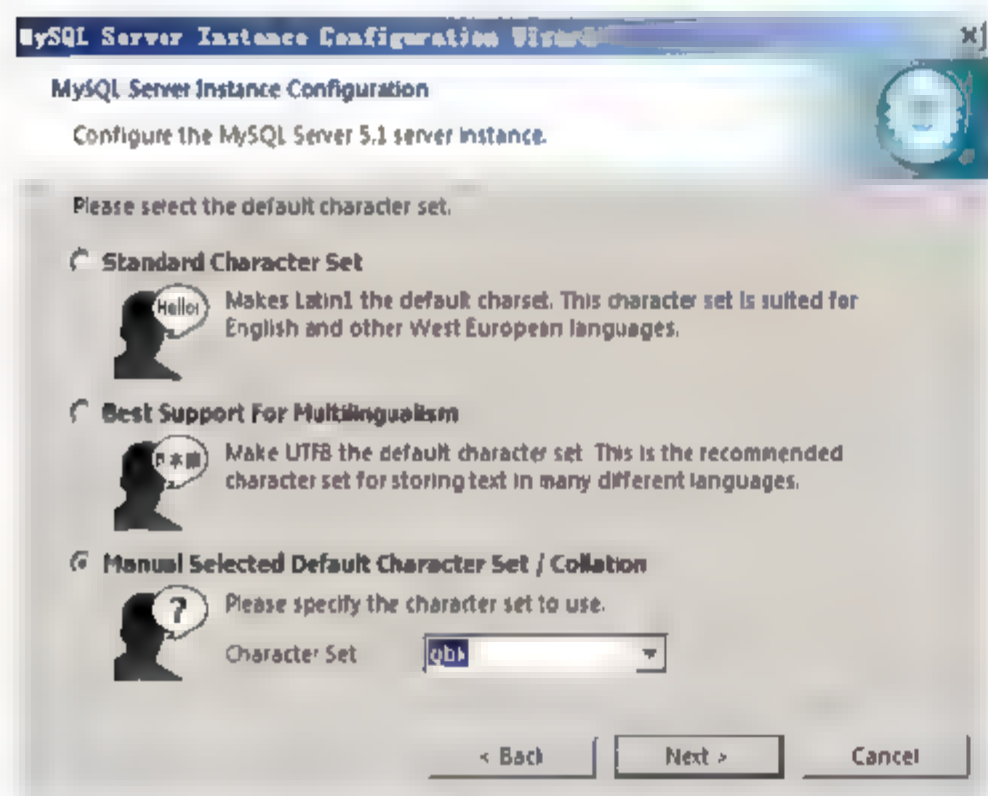 MySQL Server Instance Configuration Wizard
MySQL Server Instance Configuration
Configure the MySQL Server 5.1 server instance.
Please select the default character set.
Standard Character Set
Hello!
Makes Latin1 the default charset. This character set is suited for
English and other West European languages.
Best Support For Multilingualism
Make UTF8 the default character set. This is the recommended
character set for storing text in many different languages.
Manual Selected Default Character Set / Collation
?
Please specify the character set to use.
Character Set
gbk
< Back
Next >
Cancel